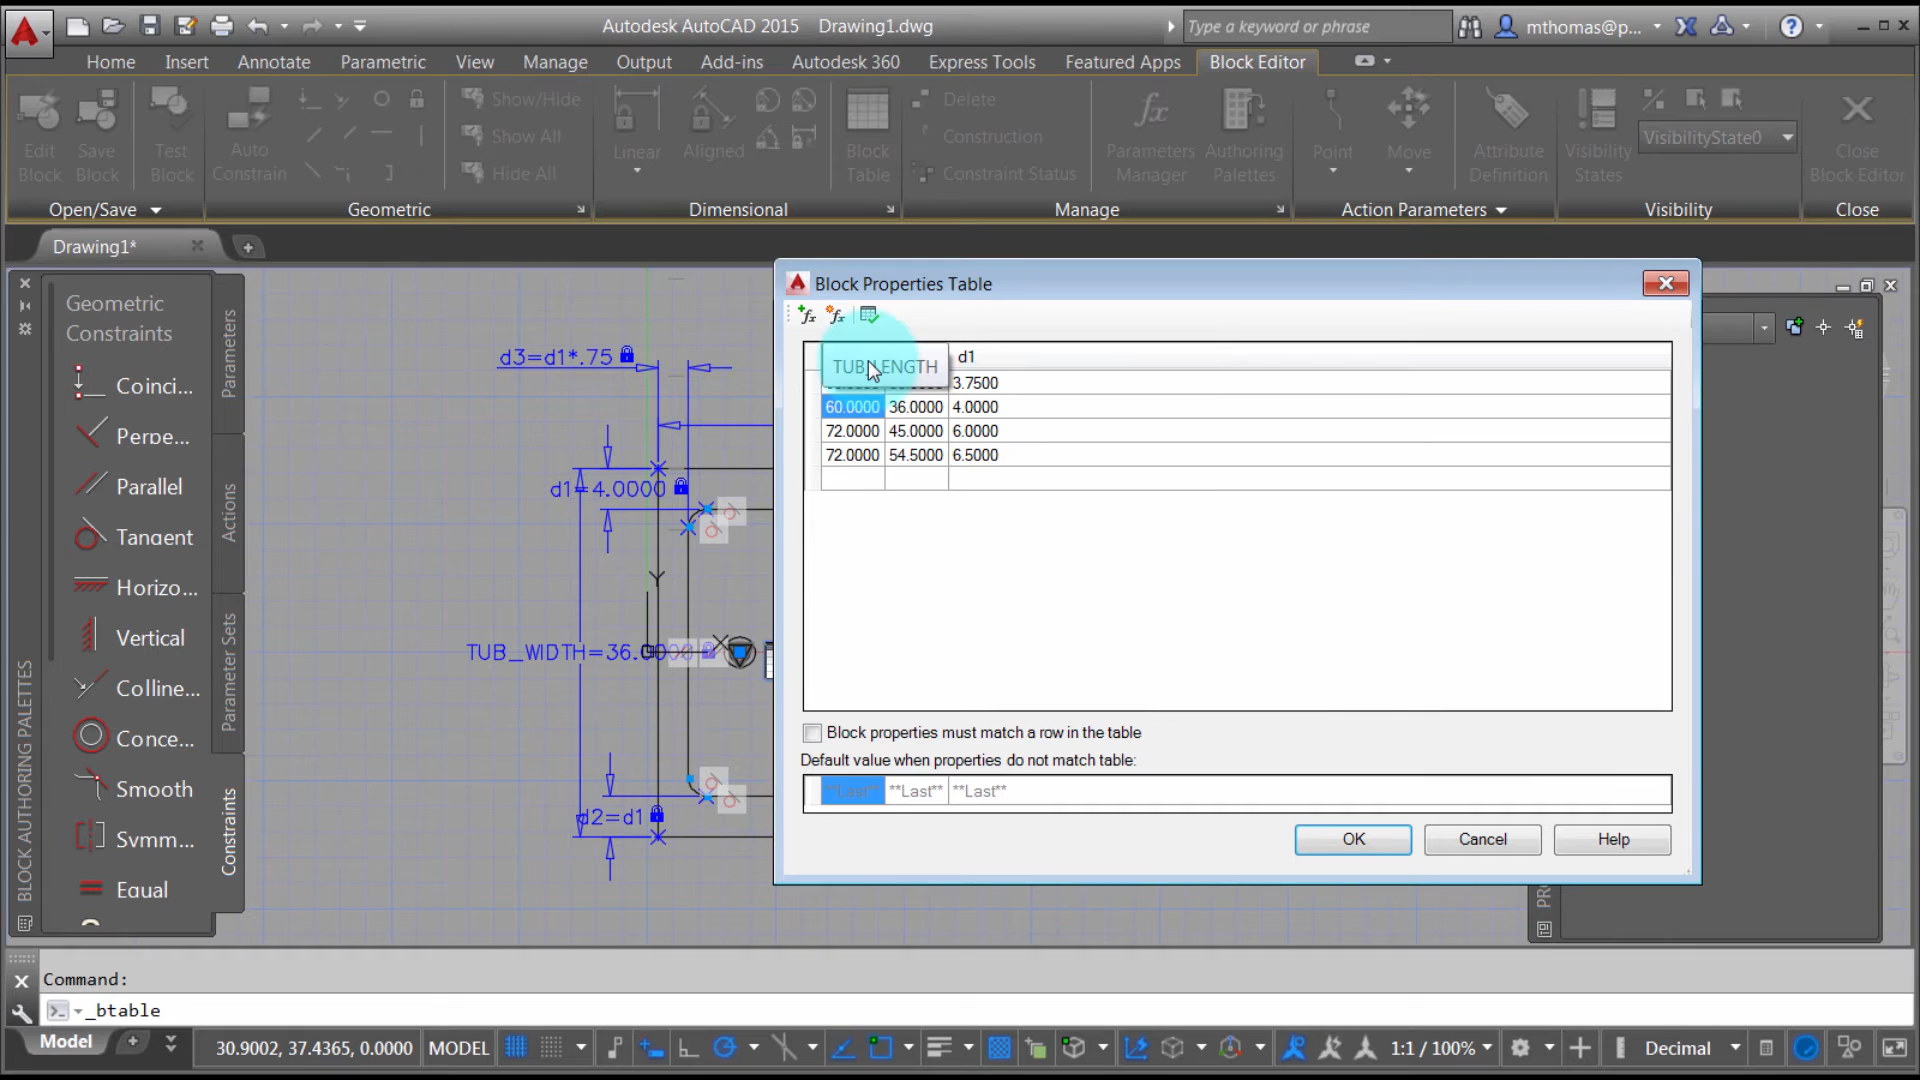 Autodesk AutoCAD 2015 Drawing1.dwg
Type a keyword or phrase
mthomas@p...
Home Insert Annotate Parametric View Manage Output Add-ins Autodesk 360 Express Tools Featured Apps Block Editor
Edit Block
Save Block
Test Block
Auto Constrain
Show/Hide
Show All
Hide All
Linear
Aligned
Block Table
Delete
Construction
Constraint Status
Parameters Manager
Authoring Palettes
Point
Move
Attribute Definition
Visibility States
VisibilityState0
Close Block Editor
Open/Save Geometric Dimensional Manage Action Parameters Visibility Close
Drawing1*
Geometric Constraints
Coinci...
Perpe...
Parallel
Tangent
Horizo...
Vertical
Colline...
Conce...
Smooth
Symm...
Equal
Parameters
Actions
Parameter Sets
Constraints
BLOCK AUTHORING PALETTES
d3=d1*.75
d1=4.0000
Y
TUB_WIDTH=36.0000
X
d2=d1
Block Properties Table
TUB_LENGTH d1
3.7500
60.0000 36.0000 4.0000
72.0000 45.0000 6.0000
72.0000 54.5000 6.5000
Block properties must match a row in the table
Default value when properties do not match table:
**Last** **Last** **Last**
OK Cancel Help
Command:
_btable
Model
30.9002, 37.4365, 0.0000 MODEL
1:1 / 100%
Decimal